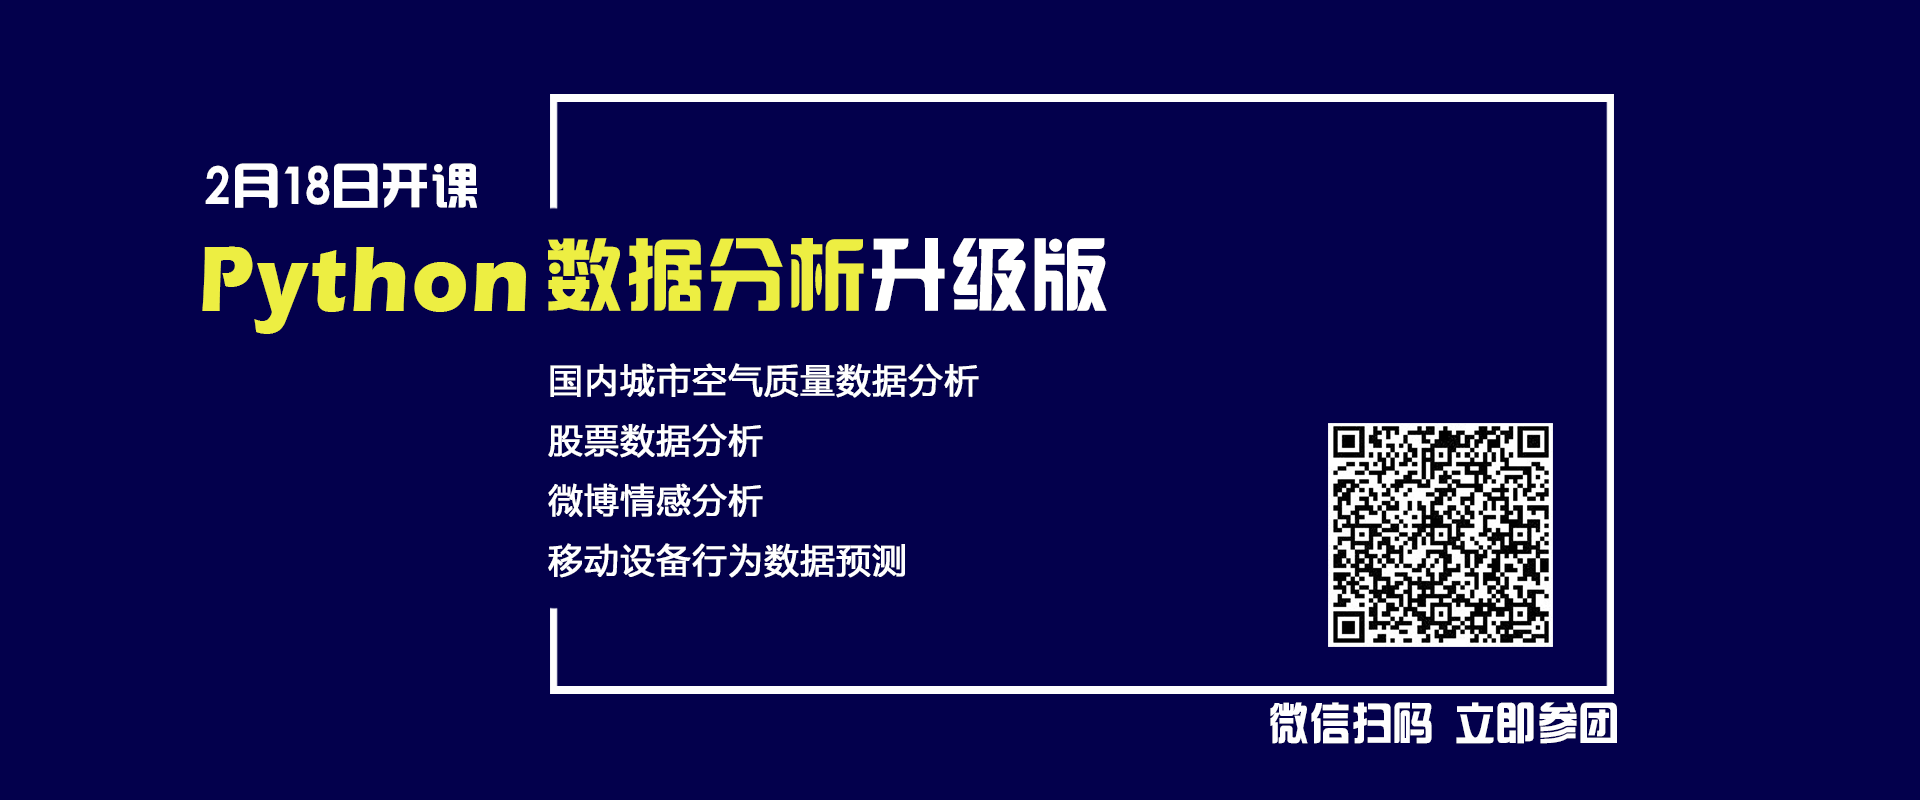 2月18日开课
Python 数据分析升级版
国内城市空气质量数据分析
股票数据分析
微博情感分析
移动设备行为数据预测
微信扫码 立即参团